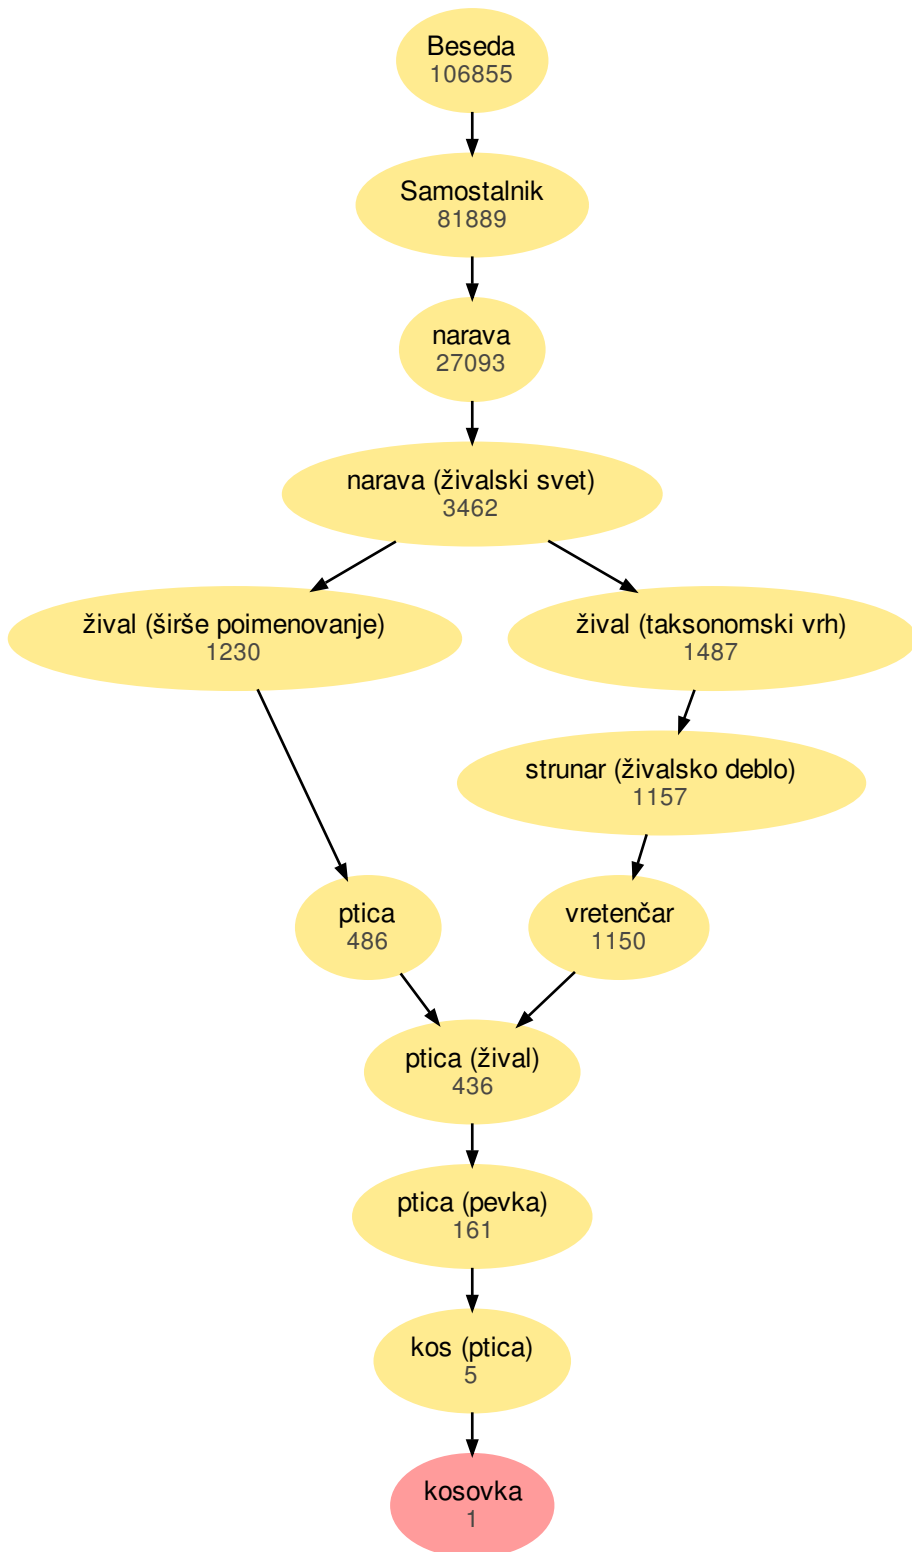 Beseda
106855
Samostalnik
81889
narava
27093
narava (živalski svet)
3462
žival (širše poimenovanje)
1230
žival (taksonomski vrh)
1487
strunar (živalsko deblo)
1157
ptica
486
vretenčar
1150
ptica (žival)
436
ptica (pevka)
161
kos (ptica)
5
kosovka
1